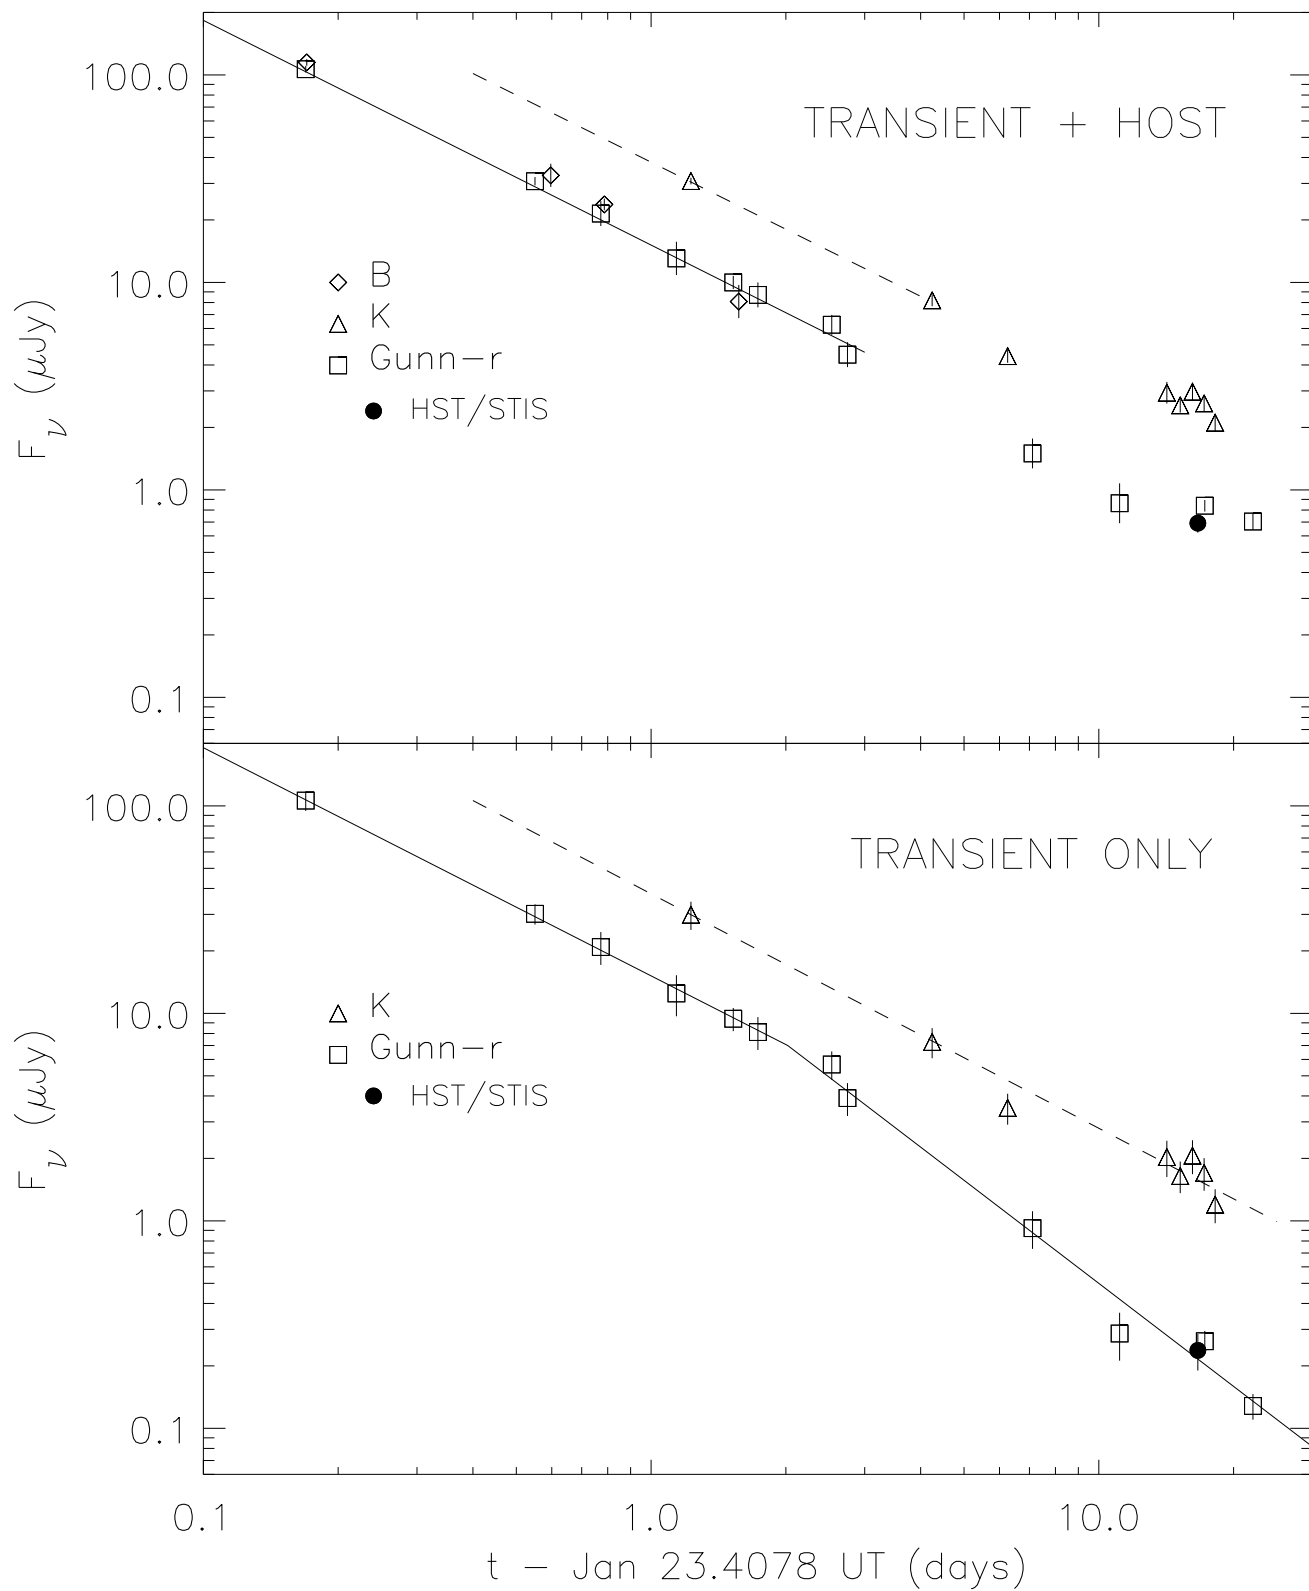 100.0
TRANSIENT + HOST
10.0
B
K
Gunn-r
HST/STIS
F_ν (μJy)
1.0
0.1
100.0
TRANSIENT ONLY
10.0
K
Gunn-r
HST/STIS
F_ν (μJy)
1.0
0.1
0.1 1.0 10.0
t - Jan 23.4078 UT (days)